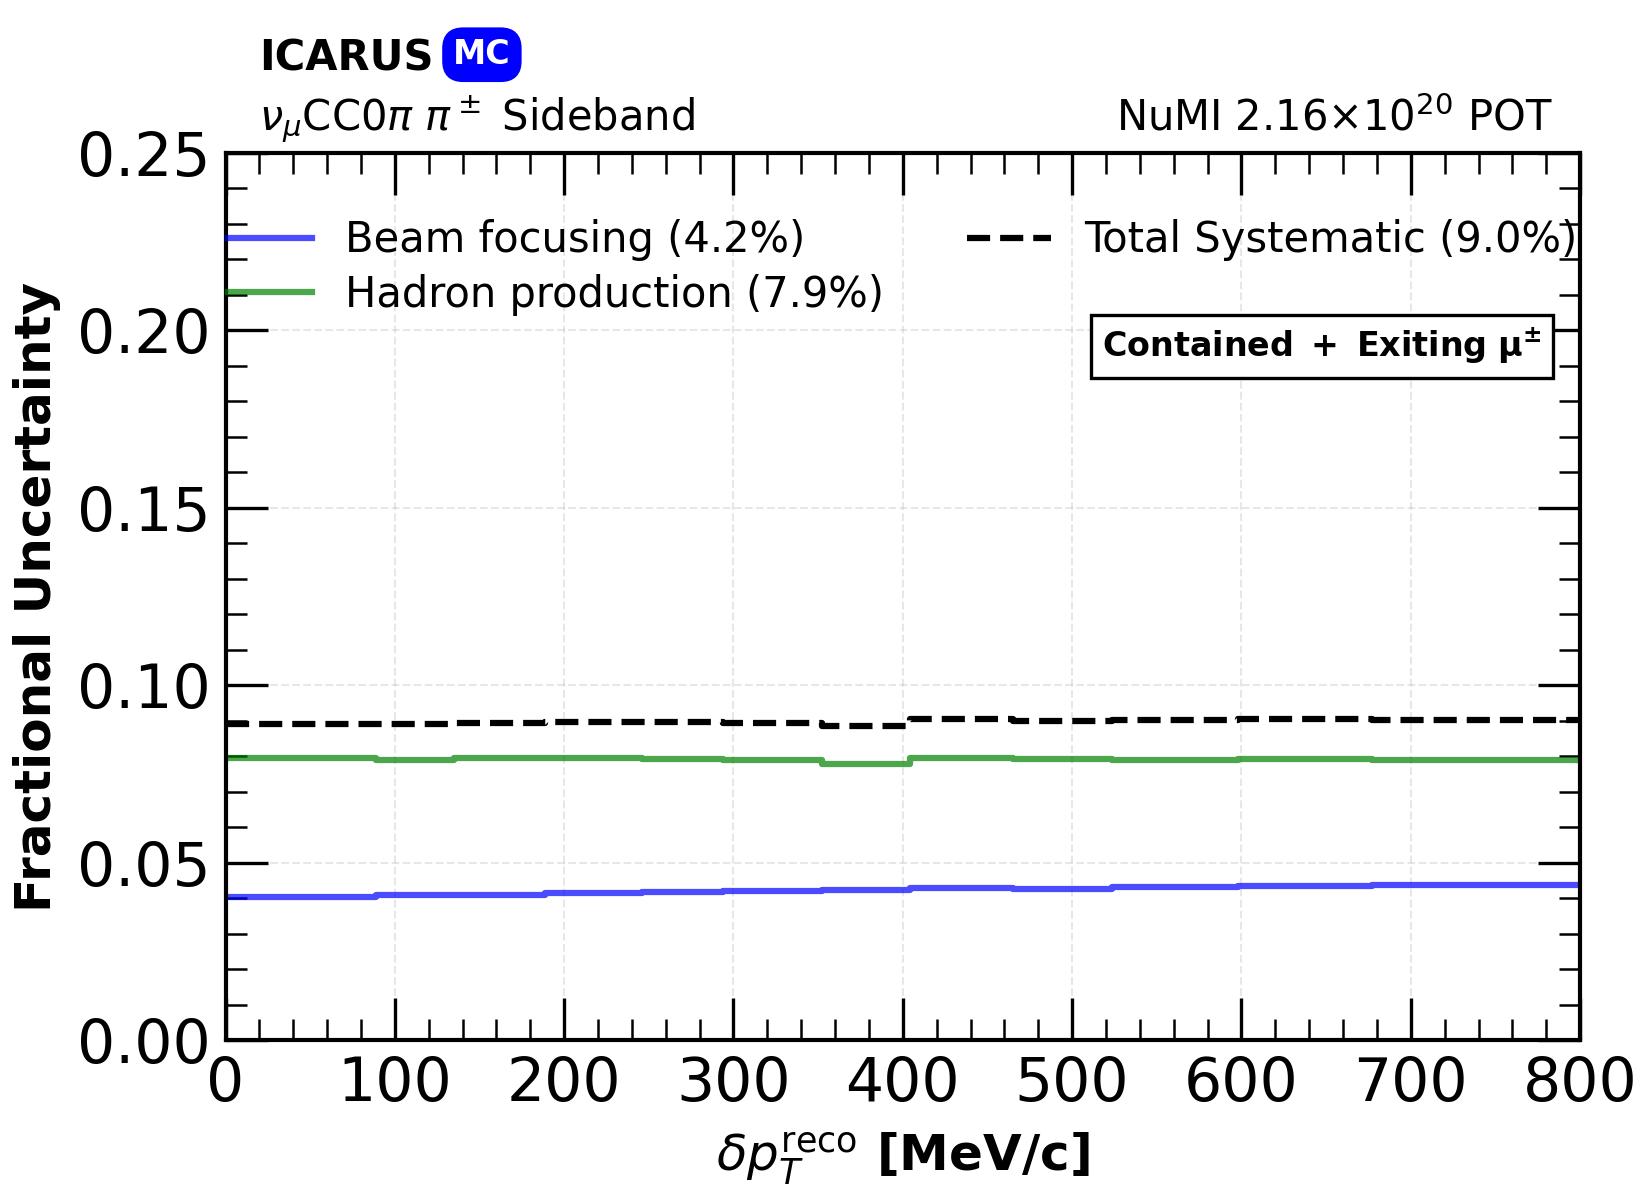 ICARUS MC
νμCC0π π± Sideband
NuMI 2.16×10²⁰ POT
0.25
Beam focusing (4.2%)
Hadron production (7.9%)
Total Systematic (9.0%)
Contained + Exiting μ±
0.20
0.15
0.10
0.05
0.00
Fractional Uncertainty
0 100 200 300 400 500 600 700 800
δp_T^reco [MeV/c]